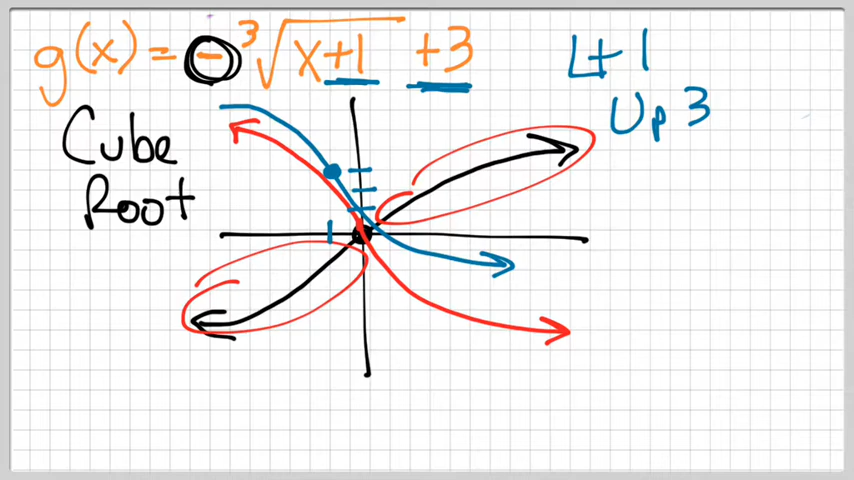 g(x) = -∛(x+1) +3
L+ 1
Up 3
Cube
Root
1